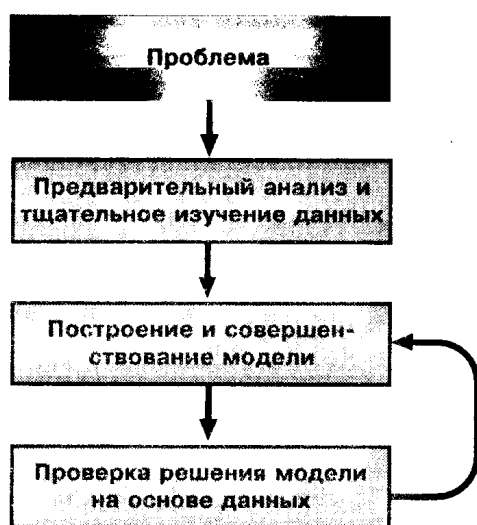 Проблема
Предварительный анализ и
тщательное изучение данных
Построение и совершен-
ствование модели
Проверка решения модели
на основе данных